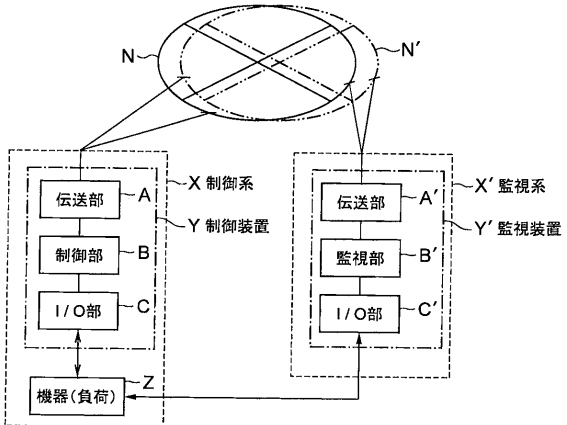 N
N′
伝送部
A
X 制御系
Y 制御装置
制御部
B
I/O部
C
機器(負荷)
Z
伝送部
A′
X′ 監視系
Y′ 監視装置
監視部
B′
I/O部
C′